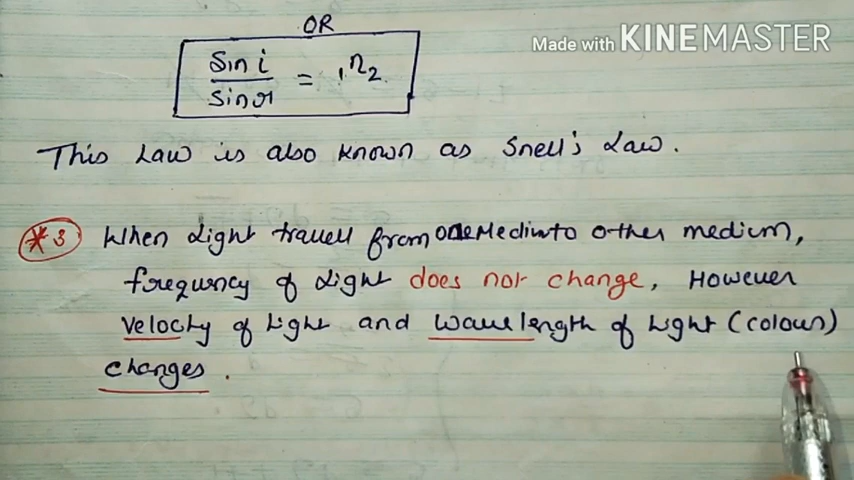 OR
Made with KINEMASTER
Sin i / Sin r = ₁n₂
This Law is also known as Snell's Law.
*3 When Light travell from one Medium to other medium,
frequency of Light does not change, However
velocity of Light and wavelength of Light (colour)
changes.